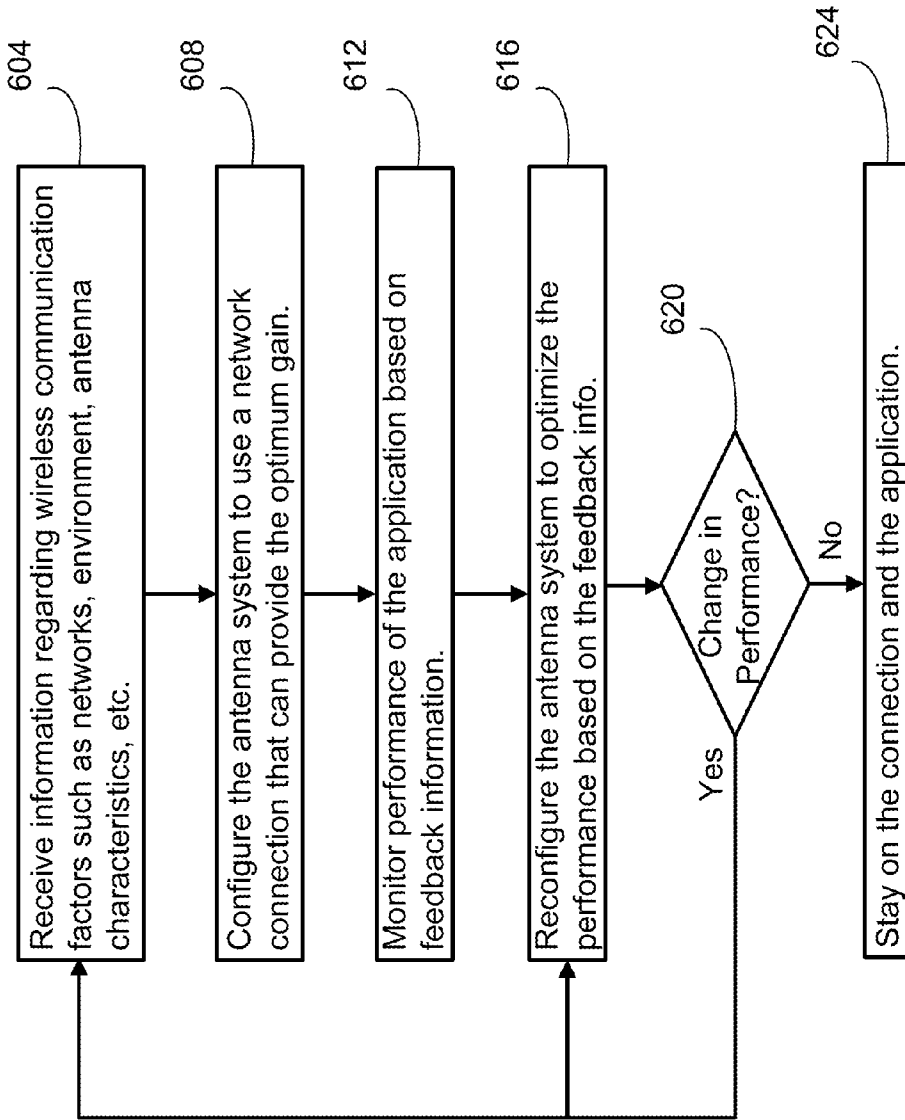 604
Receive information regarding wireless communication
factors such as networks, environment, antenna
characteristics, etc.
608
Configure the antenna system to use a network
connection that can provide the optimum gain.
612
Monitor performance of the application based on
feedback information.
616
Reconfigure the antenna system to optimize the
performance based on the feedback info.
620
Change in
Performance?
Yes
No
624
Stay on the connection and the application.